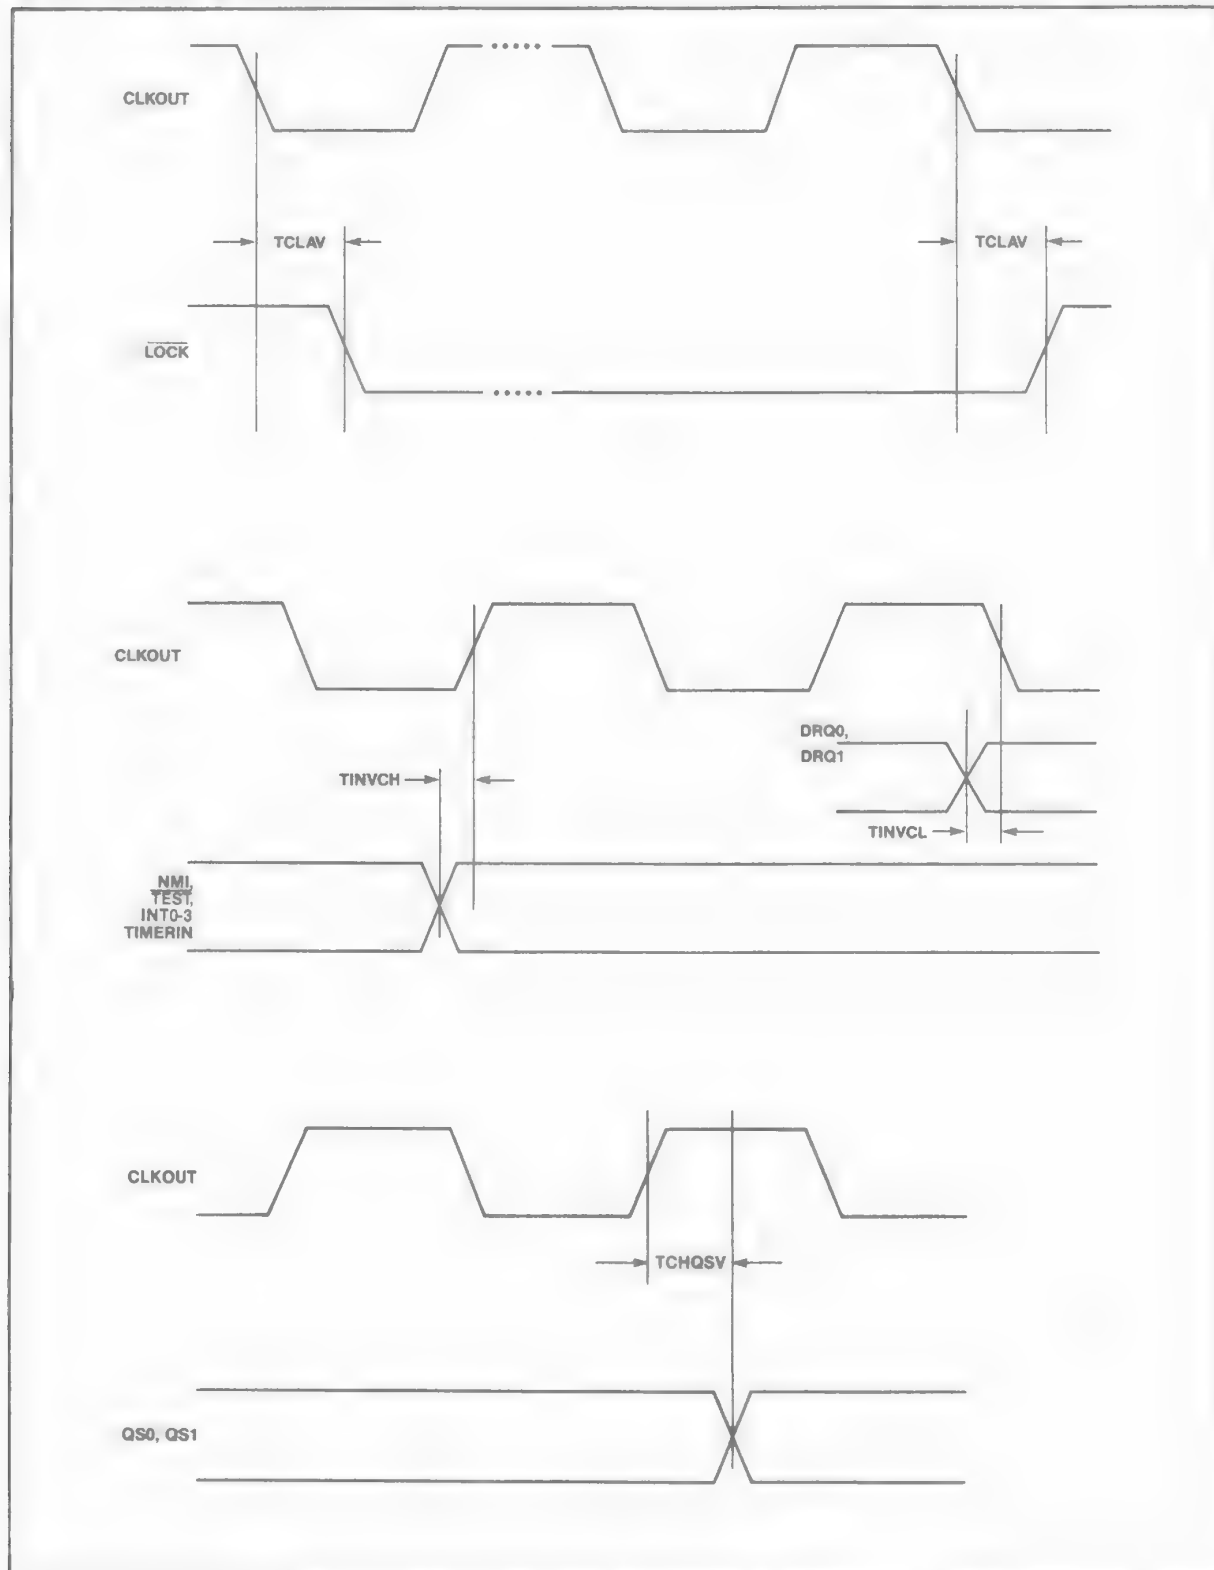 CLKOUT
TCLAV TCLAV
LOCK
CLKOUT
DRQ0,
DRQ1
TINVCH
TINVCL
NMI,
TEST,
INT0-3
TIMERIN
CLKOUT
TCHQSV
QS0, QS1